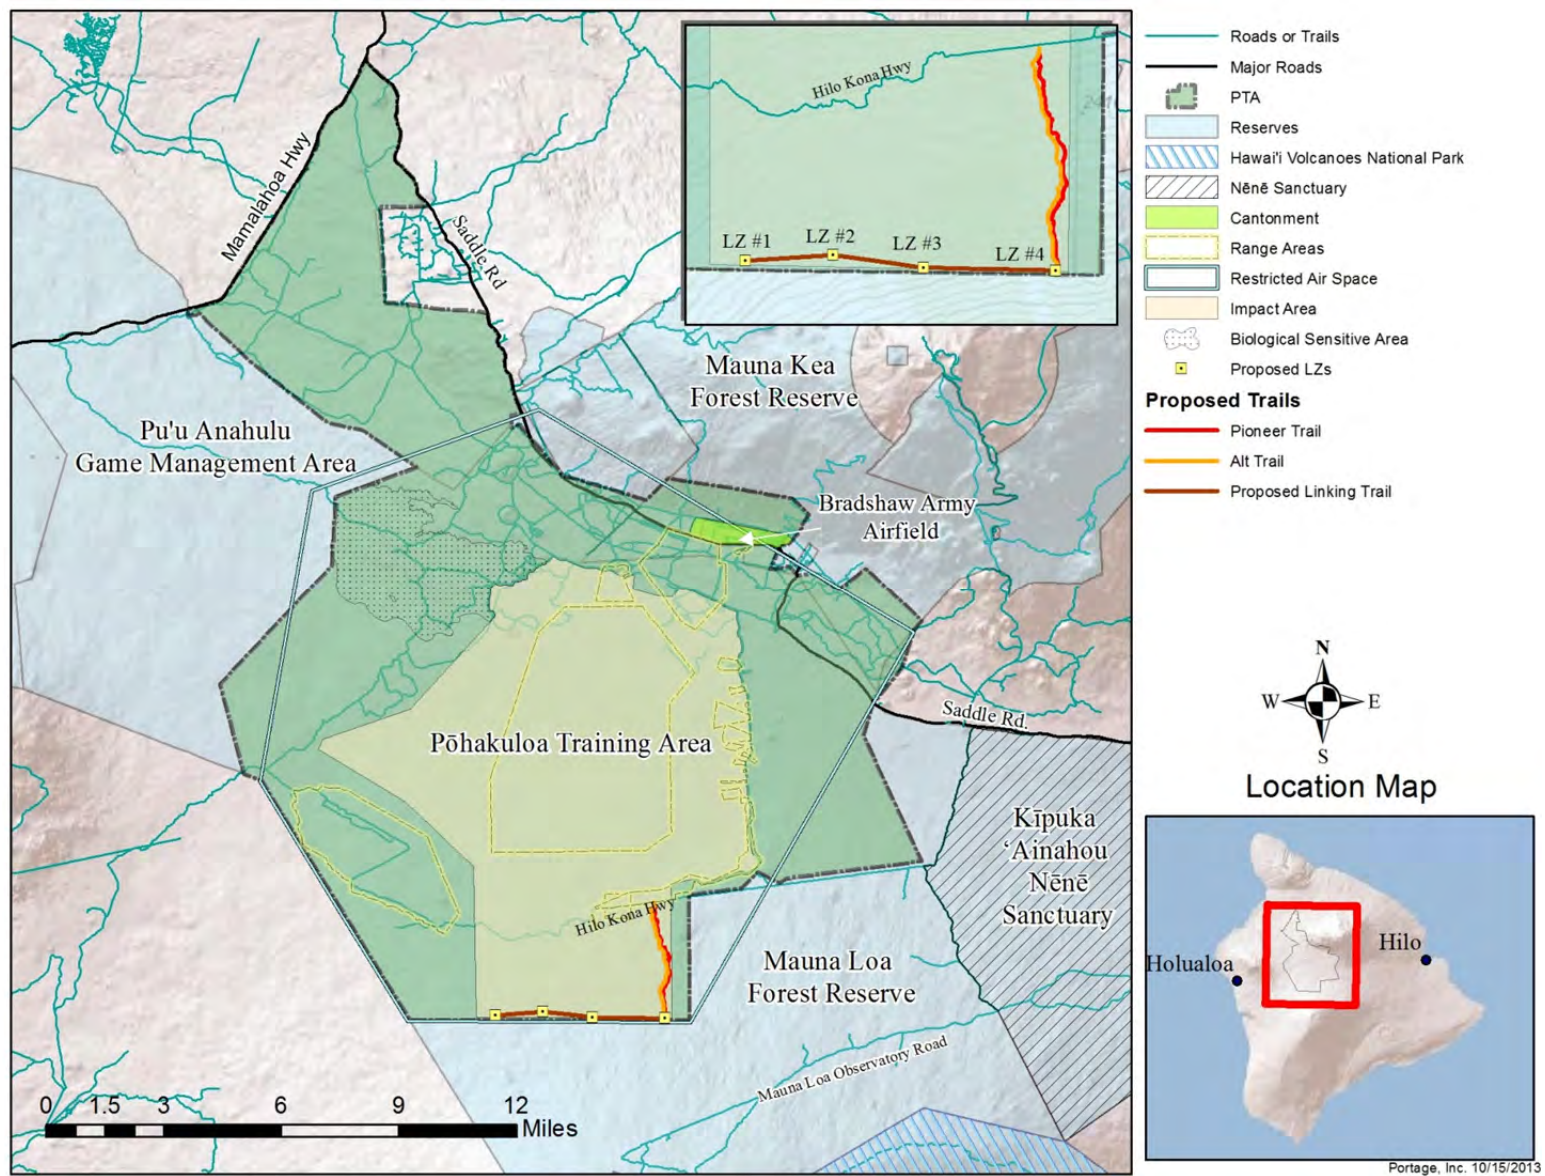 Mamalahoa Hwy
Saddle Rd
Hilo Kona Hwy
LZ #1
LZ #2
LZ #3
LZ #4
Mauna Kea
Forest Reserve
Pu'u Anahulu
Game Management Area
Bradshaw Army
Airfield
Pōhakuloa Training Area
Saddle Rd.
Kīpuka
‘Ainahou
Nēnē
Sanctuary
Hilo Kona Hwy
Mauna Loa
Forest Reserve
Mauna Loa Observatory Road
0 1.5 3 6 9 12
Miles
Roads or Trails
Major Roads
PTA
Reserves
Hawai'i Volcanoes National Park
Nēnē Sanctuary
Cantonment
Range Areas
Restricted Air Space
Impact Area
Biological Sensitive Area
Proposed LZs
Proposed Trails
Pioneer Trail
Alt Trail
Proposed Linking Trail
N
W E
S
Location Map
Hilo
Holualoa
Portage, Inc. 10/15/2013